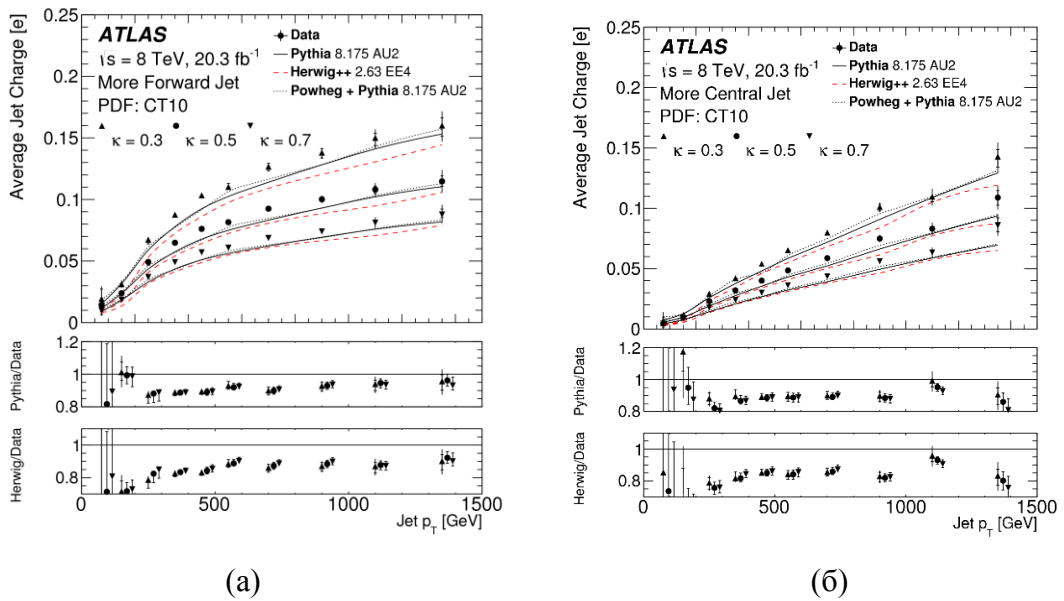 Average Jet Charge [e]
0.25
0.2
0.15
0.1
0.05
0
ATLAS
√s = 8 TeV, 20.3 fb⁻¹
More Forward Jet
PDF: CT10
Data
Pythia 8.175 AU2
Herwig++ 2.63 EE4
Powheg + Pythia 8.175 AU2
κ = 0.3 κ = 0.5 κ = 0.7
Pythia/Data
1.2
1
0.8
Herwig/Data
1
0.8
0 500 1000 1500
Jet pT [GeV]
(а)
Average Jet Charge [e]
0.25
0.2
0.15
0.1
0.05
0
ATLAS
√s = 8 TeV, 20.3 fb⁻¹
More Central Jet
PDF: CT10
Data
Pythia 8.175 AU2
Herwig++ 2.63 EE4
Powheg + Pythia 8.175 AU2
κ = 0.3 κ = 0.5 κ = 0.7
Pythia/Data
1.2
1
0.8
Herwig/Data
1
0.8
0 500 1000 1500
Jet pT [GeV]
(б)